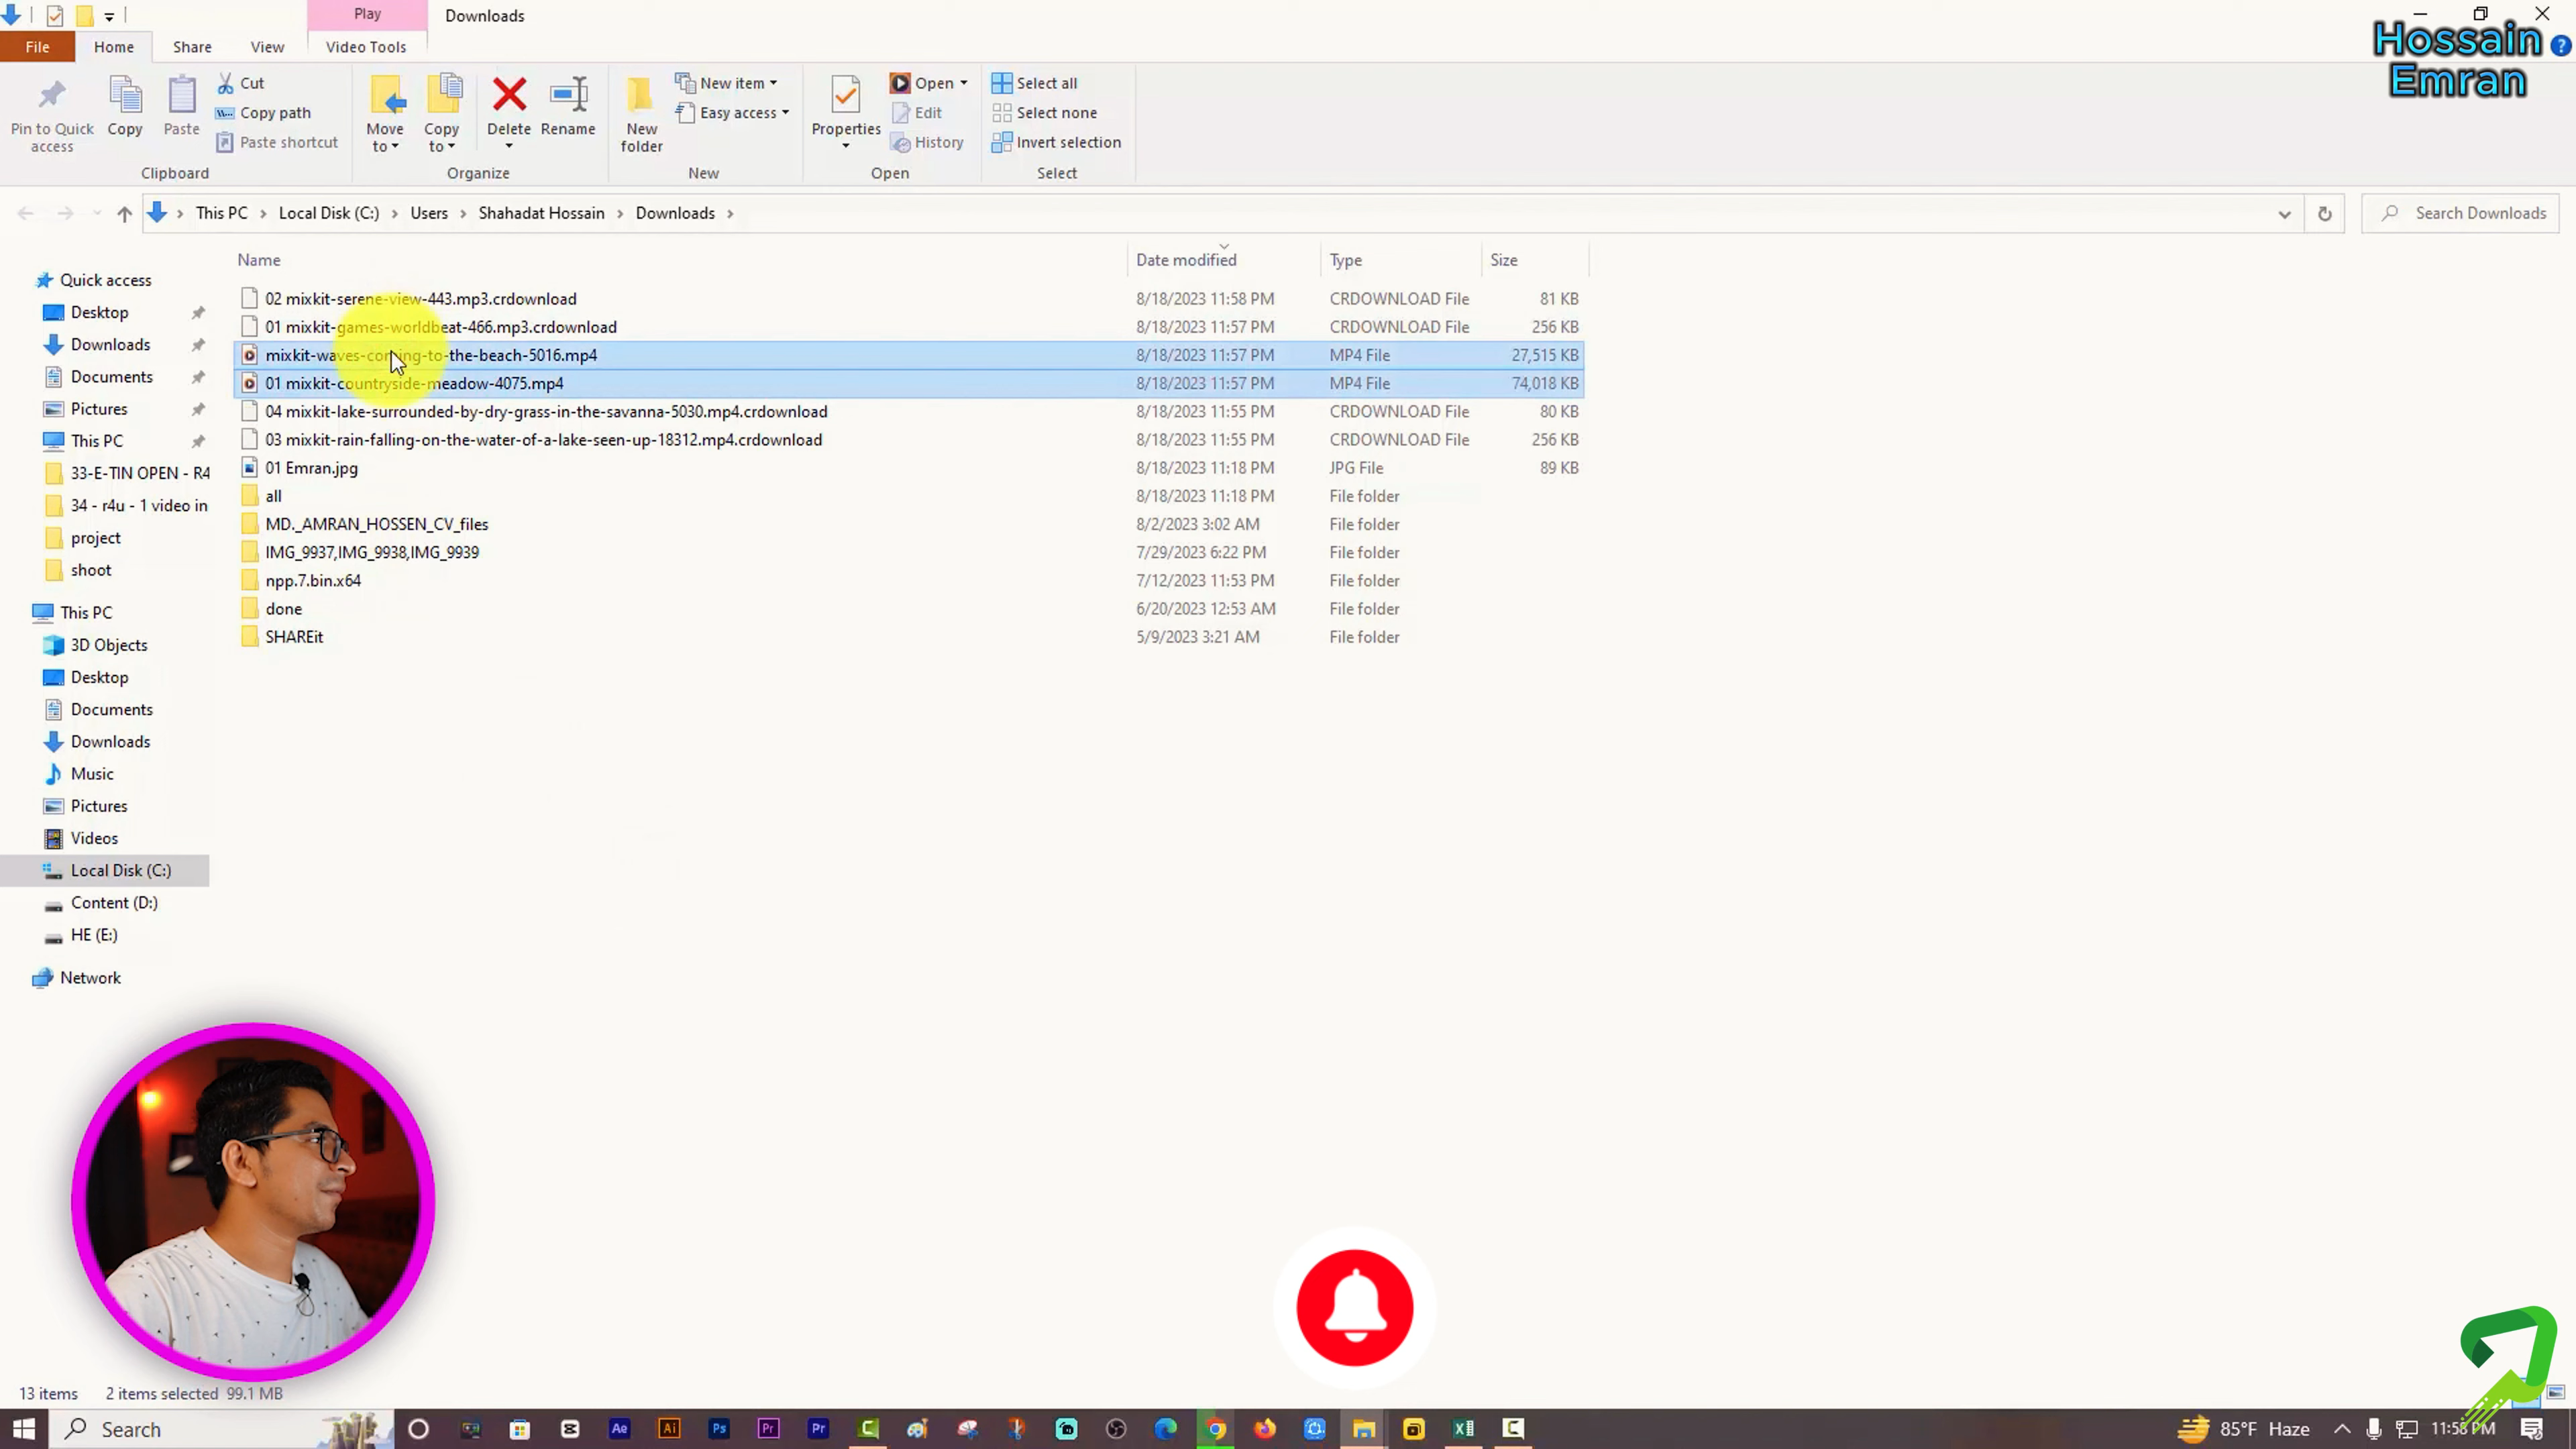 Play
Downloads
Hossain
Emran
File
Home
Share
View
Video Tools
Pin to Quick access
Copy
Paste
Cut
Copy path
Paste shortcut
Clipboard
Move to
Copy to
Delete
Rename
Organize
New folder
New item
Easy access
New
Properties
Open
Edit
History
Open
Select all
Select none
Invert selection
Select
This PC
Local Disk (C:)
Users
Shahadat Hossain
Downloads
Search Downloads
Name Date modified Type Size
02 mixkit-serene-view-443.mp3.crdownload 8/18/2023 11:58 PM CRDOWNLOAD File 81 KB
01 mixkit-games-worldbeat-466.mp3.crdownload 8/18/2023 11:57 PM CRDOWNLOAD File 256 KB
mixkit-waves-coming-to-the-beach-5016.mp4 8/18/2023 11:57 PM MP4 File 27,515 KB
01 mixkit-countryside-meadow-4075.mp4 8/18/2023 11:57 PM MP4 File 74,018 KB
04 mixkit-lake-surrounded-by-dry-grass-in-the-savanna-5030.mp4.crdownload 8/18/2023 11:55 PM CRDOWNLOAD File 80 KB
03 mixkit-rain-falling-on-the-water-of-a-lake-seen-up-18312.mp4.crdownload 8/18/2023 11:55 PM CRDOWNLOAD File 256 KB
01 Emran.jpg 8/18/2023 11:18 PM JPG File 89 KB
all 8/18/2023 11:18 PM File folder
MD._AMRAN_HOSSEN_CV_files 8/2/2023 3:02 AM File folder
IMG_9937,IMG_9938,IMG_9939 7/29/2023 6:22 PM File folder
npp.7.bin.x64 7/12/2023 11:53 PM File folder
done 6/20/2023 12:53 AM File folder
SHAREit 5/9/2023 3:21 AM File folder
Quick access
Desktop
Downloads
Documents
Pictures
This PC
33-E-TIN OPEN - R4
34 - r4u - 1 video in
project
shoot
This PC
3D Objects
Desktop
Documents
Downloads
Music
Pictures
Videos
Local Disk (C:)
Content (D:)
HE (E:)
Network
13 items 2 items selected 99.1 MB
Search
Ae
Ai
Ps
Pr
Pr
85°F Haze
11:58 PM